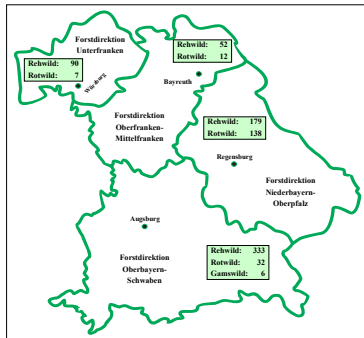 Forstdirektion
Unterfranken
Rehwild: 90
Rotwild: 7
Würzburg
Rehwild: 52
Rotwild: 12
Bayreuth
Forstdirektion
Oberfranken-
Mittelfranken
Rehwild: 179
Rotwild: 138
Regensburg
Forstdirektion
Niederbayern-
Oberpfalz
Augsburg
Forstdirektion
Oberbayern-
Schwaben
Rehwild: 333
Rotwild: 32
Gamswild: 6